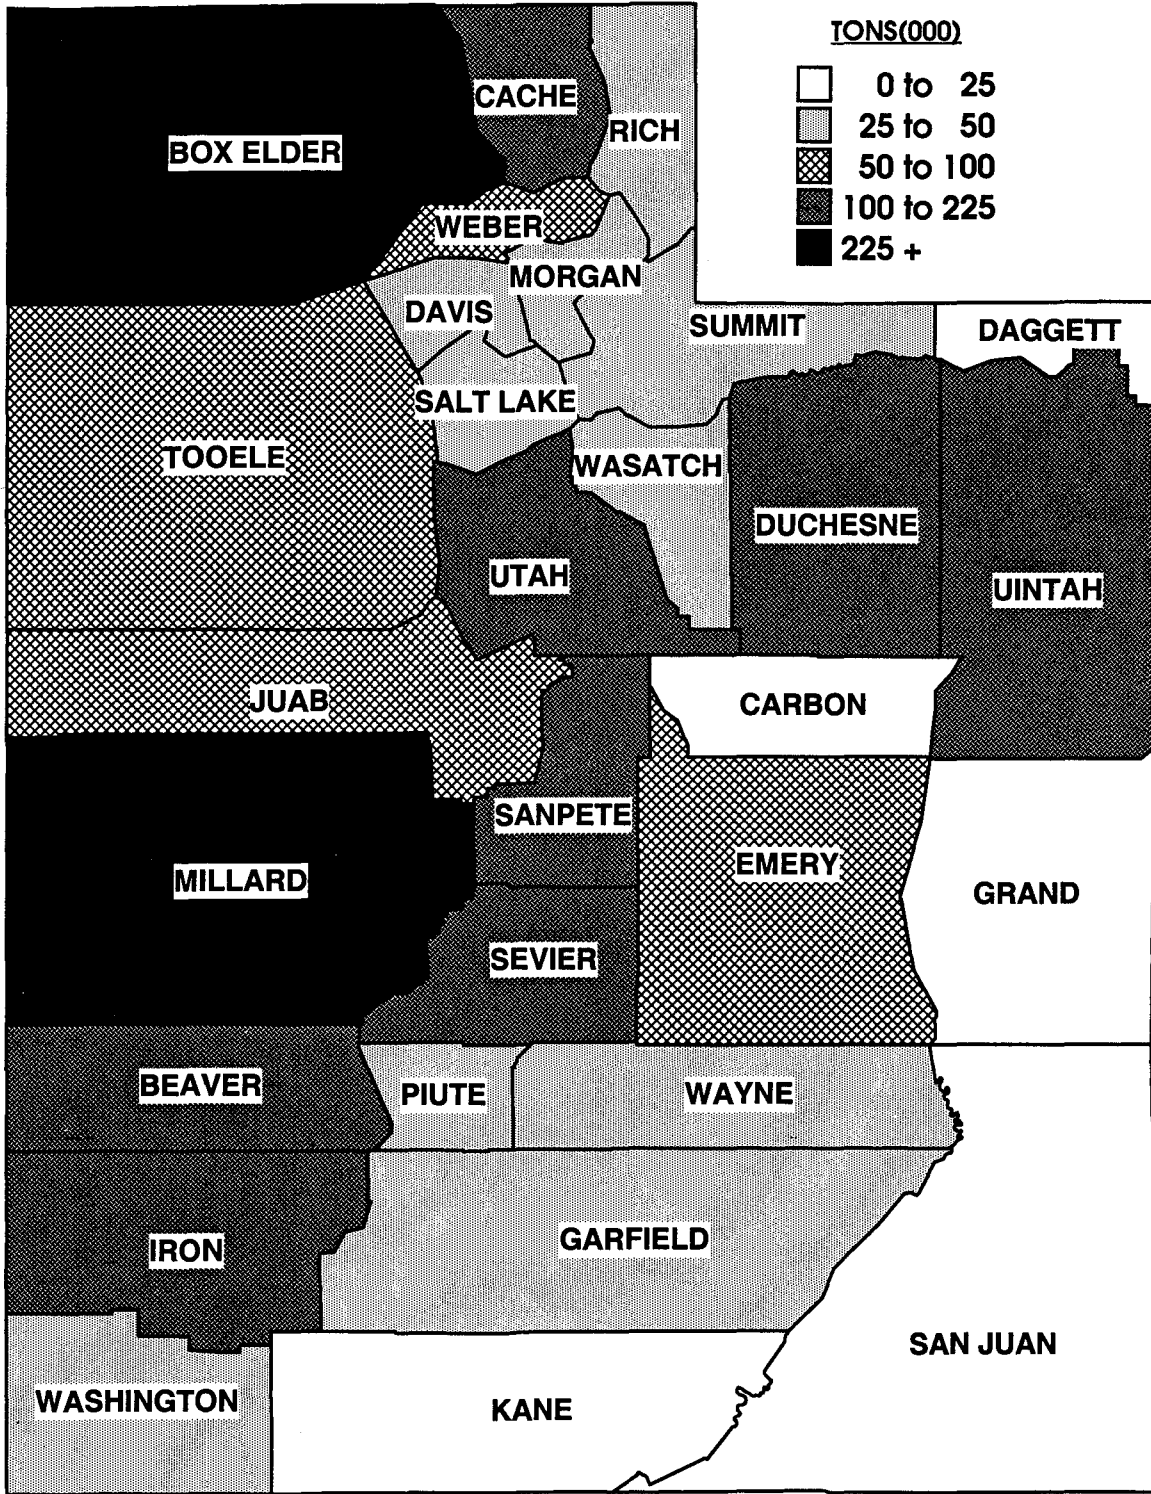 TONS(000)
0 to 25
25 to 50
50 to 100
100 to 225
225 +
CACHE
RICH
BOX ELDER
WEBER
MORGAN
DAVIS
SUMMIT
DAGGETT
SALT LAKE
TOOELE
WASATCH
DUCHESNE
UTAH
UINTAH
JUAB
CARBON
SANPETE
EMERY
MILLARD
GRAND
SEVIER
BEAVER
PIUTE
WAYNE
GARFIELD
IRON
SAN JUAN
WASHINGTON
KANE